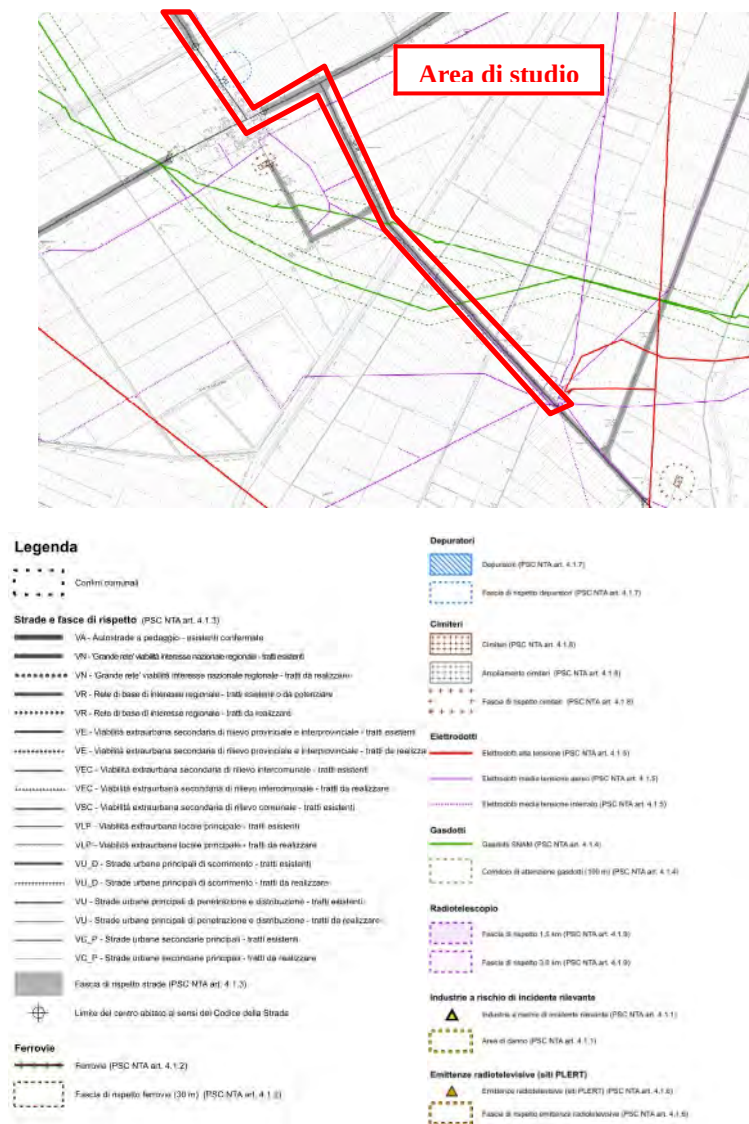 Area di studio
Legenda
Confini comunali
Strade e fasce di rispetto (PSC NTA art. 4.1.3)
VA - Autostrade a pedaggio - esistenti confermate
VN - 'Grande rete' viabilità interesse nazionale regionale - tratti esistenti
VN - 'Grande rete' viabilità interesse nazionale regionale - tratti da realizzare
VR - Rete di base di interesse regionale - tratti esistenti o da potenziare
VR - Rete di base di interesse regionale - tratti da realizzare
VE - Viabilità extraurbana secondaria di rilievo provinciale e interprovinciale - tratti esistenti
VE - Viabilità extraurbana secondaria di rilievo provinciale e interprovinciale - tratti da realizza
VEC - Viabilità extraurbana secondaria di rilievo intercomunale - tratti esistenti
VEC - Viabilità extraurbana secondaria di rilievo intercomunale - tratti da realizzare
VSC - Viabilità extraurbana secondaria di rilievo comunale - tratti esistenti
VLP - Viabilità extraurbana locale principale - tratti esistenti
VLP - Viabilità extraurbana locale principale - tratti da realizzare
VU_D - Strade urbane principali di scorrimento - tratti esistenti
VU_D - Strade urbane principali di scorrimento - tratti da realizzare
VU - Strade urbane principali di penetrazione e distribuzione - tratti esistenti
VU - Strade urbane principali di penetrazione e distribuzione - tratti da realizzare
VC_P - Strade urbane secondarie principali - tratti esistenti
VC_P - Strade urbane secondarie principali - tratti da realizzare
Fascia di rispetto strade (PSC NTA art. 4.1.3)
Limite del centro abitato ai sensi del Codice della Strada
Ferrovie
Ferrovie (PSC NTA art. 4.1.2)
Fascia di rispetto ferrovie (30 m) (PSC NTA art. 4.1.2)
Depuratori
Depuratori (PSC NTA art. 4.1.7)
Fascia di rispetto depuratori (PSC NTA art. 4.1.7)
Cimiteri
Cimiteri (PSC NTA art. 4.1.8)
Ampliamento cimiteri (PSC NTA art. 4.1.8)
Fascia di rispetto cimiteri (PSC NTA art. 4.1.8)
Elettrodotti
Elettrodotti alta tensione (PSC NTA art. 4.1.5)
Elettrodotti media tensione aereo (PSC NTA art. 4.1.5)
Elettrodotti media tensione interrato (PSC NTA art. 4.1.5)
Gasdotti
Gasdotti SNAM (PSC NTA art. 4.1.4)
Corridoio di attenzione gasdotti (100 m) (PSC NTA art. 4.1.4)
Radiotelescopio
Fascia di rispetto 1,5 km (PSC NTA art. 4.1.9)
Fascia di rispetto 3,0 km (PSC NTA art. 4.1.9)
Industrie a rischio di incidente rilevante
Industrie a rischio di incidente rilevante (PSC NTA art. 4.1.1)
Area di danno (PSC NTA art. 4.1.1)
Emittenze radiotelevisive (siti PLERT)
Emittenze radiotelevisive (siti PLERT) (PSC NTA art. 4.1.6)
Fascia di rispetto emittenze radiotelevisive (PSC NTA art. 4.1.6)